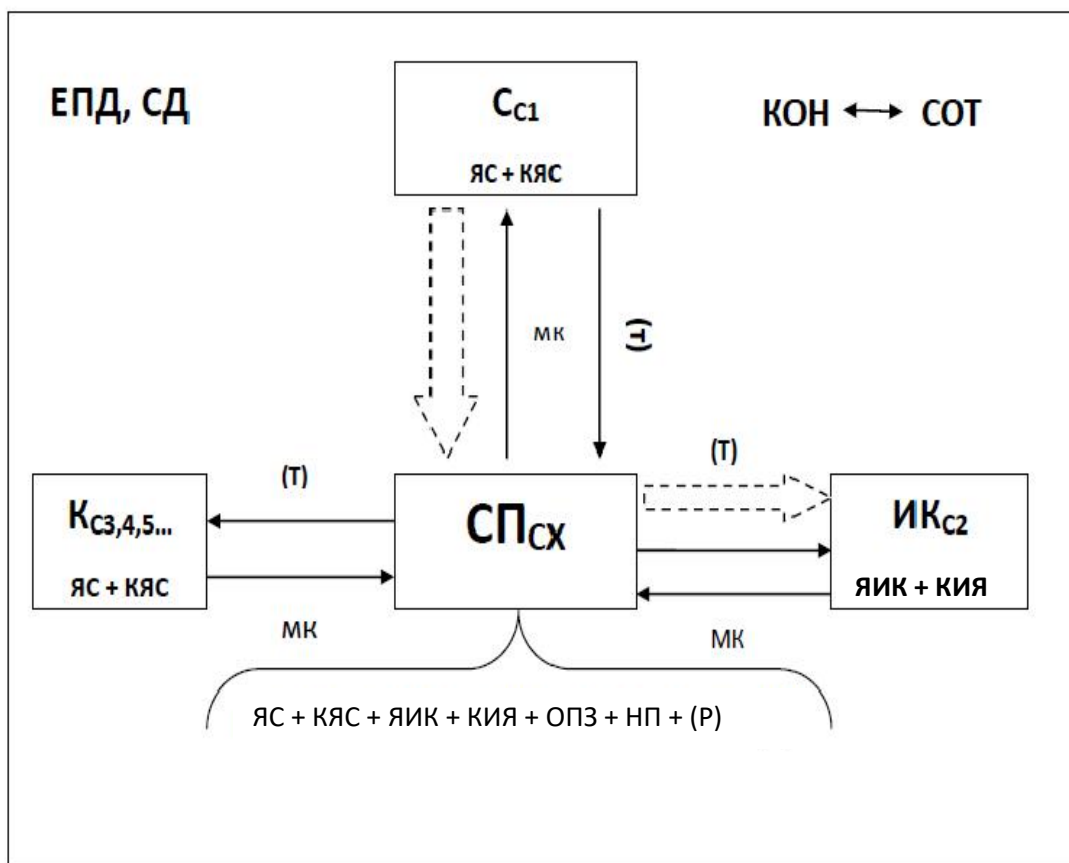 ЕПД, СД
Cс1
ЯС + КЯС
КОН ↔ СОТ
мк
(т)
(Т)
(Т)
Кс3,4,5...
ЯС + КЯС
СПсх
ИКс2
ЯИК + КИЯ
мк
МК
ЯС + КЯС + ЯИК + КИЯ + ОПЗ + НП + (Р)